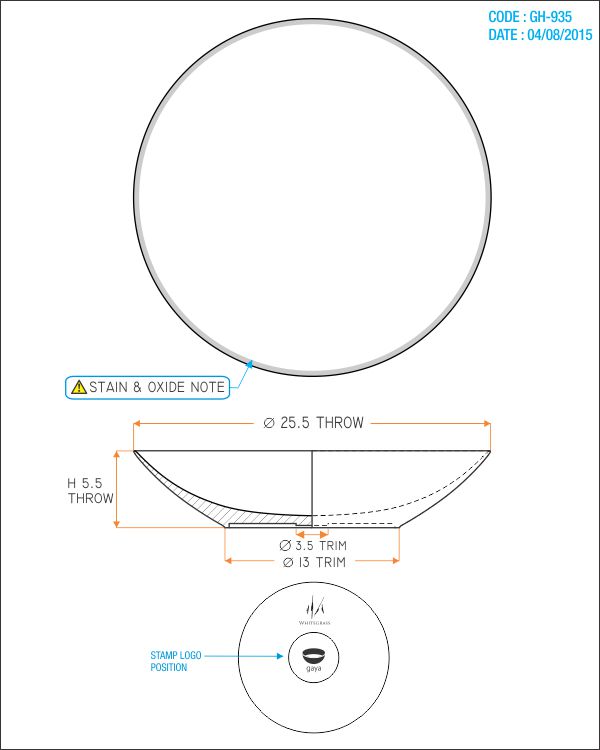 CODE : GH-935
DATE : 04/08/2015
STAIN & OXIDE NOTE
Ø 25.5 THROW
H 5.5
THROW
Ø 3.5 TRIM
Ø 13 TRIM
WHITEGRASS
STAMP LOGO
POSITION
gaya